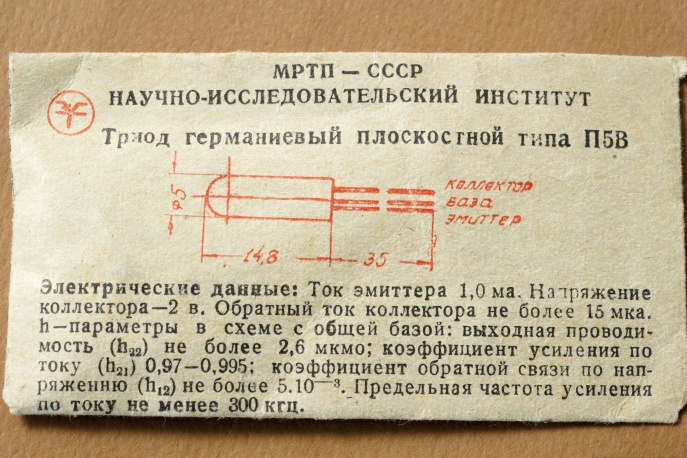 МРТП — СССР
НАУЧНО-ИССЛЕДОВАТЕЛЬСКИЙ ИНСТИТУТ
Триод германиевый плоскостной типа П5В
коллектор
ø5
база
эмиттер
14,8
35
Электрические данные: Ток эмиттера 1,0 ма. Напряжение
коллектора—2 в. Обратный ток коллектора не более 15 мка.
h—параметры в схеме с общей базой: выходная проводи-
мость (h₂₂) не более 2,6 мкмо; коэффициент усиления по
току (h₂₁) 0,97—0,995; коэффициент обратной связи по нап-
ряженню (h₁₂) не более 5.10⁻³. Предельная частота усиления
по току не менее 300 кгц.